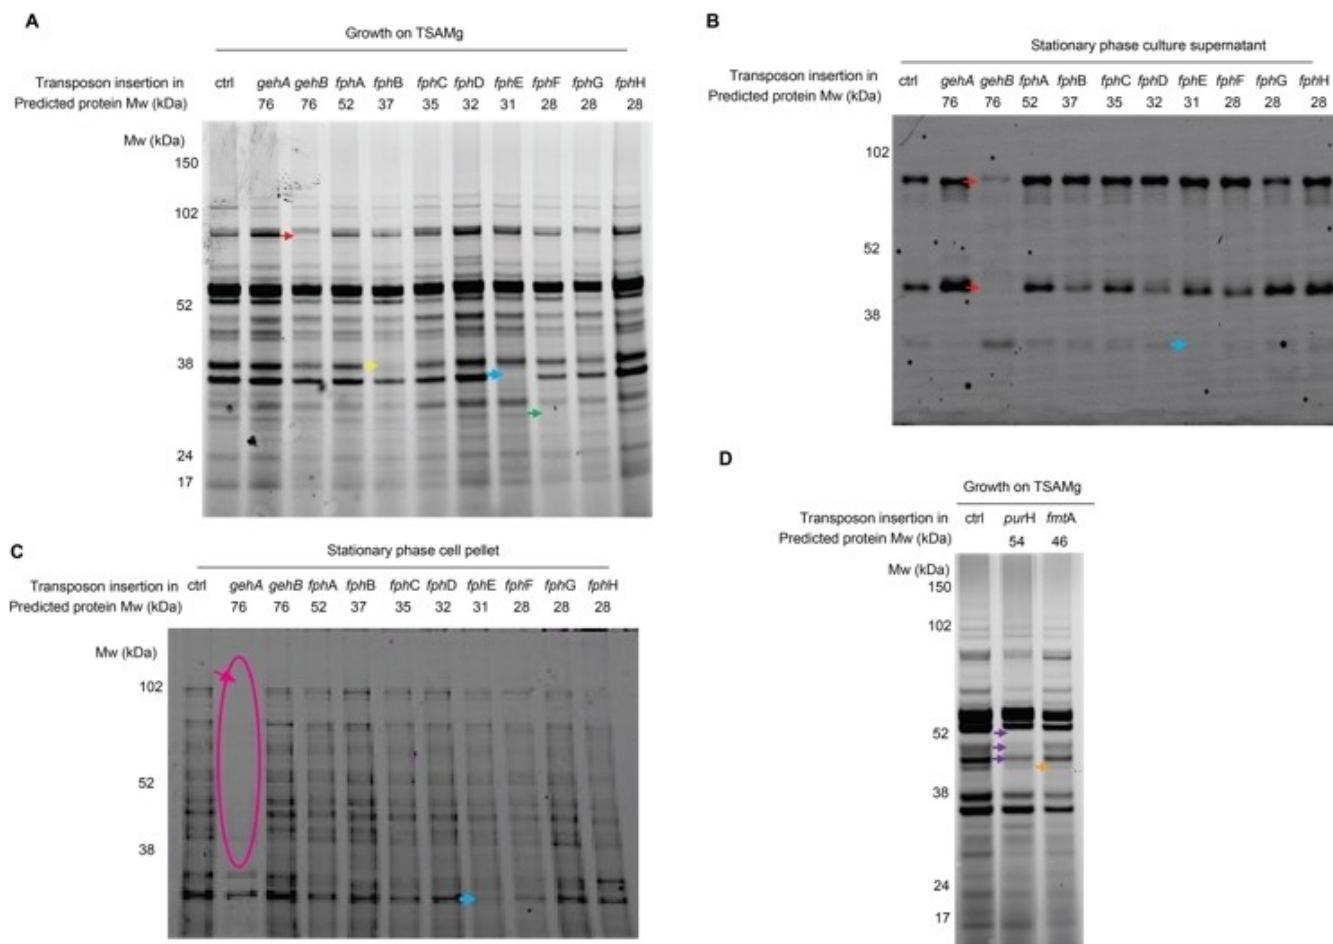 A
Growth on TSAMg
Transposon insertion in ctrl gehA gehB fphA fphB fphC fphD fphE fphF fphG fphH
Predicted protein Mw (kDa) 76 76 52 37 35 32 31 28 28 28
Mw (kDa)
150
102
52
38
24
17
B
Stationary phase culture supernatant
Transposon insertion in ctrl gehA gehB fphA fphB fphC fphD fphE fphF fphG fphH
Predicted protein Mw (kDa) 76 76 52 37 35 32 31 28 28 28
102
52
38
C
Stationary phase cell pellet
Transposon insertion in ctrl gehA gehB fphA fphB fphC fphD fphE fphF fphG fphH
Predicted protein Mw (kDa) 76 76 52 37 35 32 31 28 28 28
Mw (kDa)
102
52
38
D
Growth on TSAMg
Transposon insertion in ctrl purH fmtA
Predicted protein Mw (kDa) 54 46
Mw (kDa)
150
102
52
38
24
17